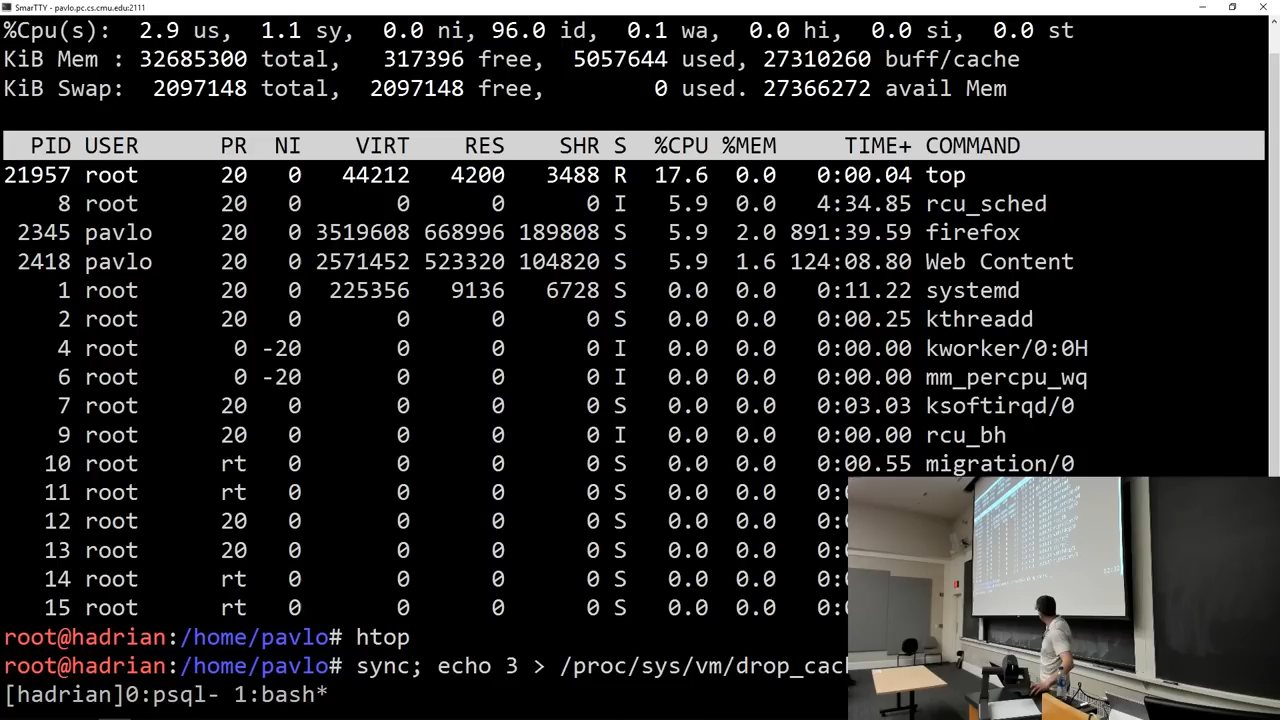 SmarTTY - pavlo.pc.cs.cmu.edu:2111
%Cpu(s):  2.9 us,  1.1 sy,  0.0 ni, 96.0 id,  0.1 wa,  0.0 hi,  0.0 si,  0.0 st
KiB Mem : 32685300 total,   317396 free,  5057644 used, 27310260 buff/cache
KiB Swap:  2097148 total,  2097148 free,        0 used. 27366272 avail Mem
PID USER PR NI VIRT RES SHR S %CPU %MEM TIME+ COMMAND
21957 root 20 0 44212 4200 3488 R 17.6 0.0 0:00.04 top
8 root 20 0 0 0 0 I 5.9 0.0 4:34.85 rcu_sched
2345 pavlo 20 0 3519608 668996 189808 S 5.9 2.0 891:39.59 firefox
2418 pavlo 20 0 2571452 523320 104820 S 5.9 1.6 124:08.80 Web Content
1 root 20 0 225356 9136 6728 S 0.0 0.0 0:11.22 systemd
2 root 20 0 0 0 0 S 0.0 0.0 0:00.25 kthreadd
4 root 0 -20 0 0 0 I 0.0 0.0 0:00.00 kworker/0:0H
6 root 0 -20 0 0 0 I 0.0 0.0 0:00.00 mm_percpu_wq
7 root 20 0 0 0 0 S 0.0 0.0 0:03.03 ksoftirqd/0
9 root 20 0 0 0 0 I 0.0 0.0 0:00.00 rcu_bh
10 root rt 0 0 0 0 S 0.0 0.0 0:00.55 migration/0
11 root rt 0 0 0 0 S 0.0 0.0
12 root 20 0 0 0 0 S 0.0 0.0
13 root 20 0 0 0 0 S 0.0 0.0
14 root rt 0 0 0 0 S 0.0 0.0
15 root rt 0 0 0 0 S 0.0 0.0
root@hadrian:/home/pavlo# htop
root@hadrian:/home/pavlo# sync; echo 3 > /proc/sys/vm/drop_cac
[hadrian]0:psql- 1:bash*